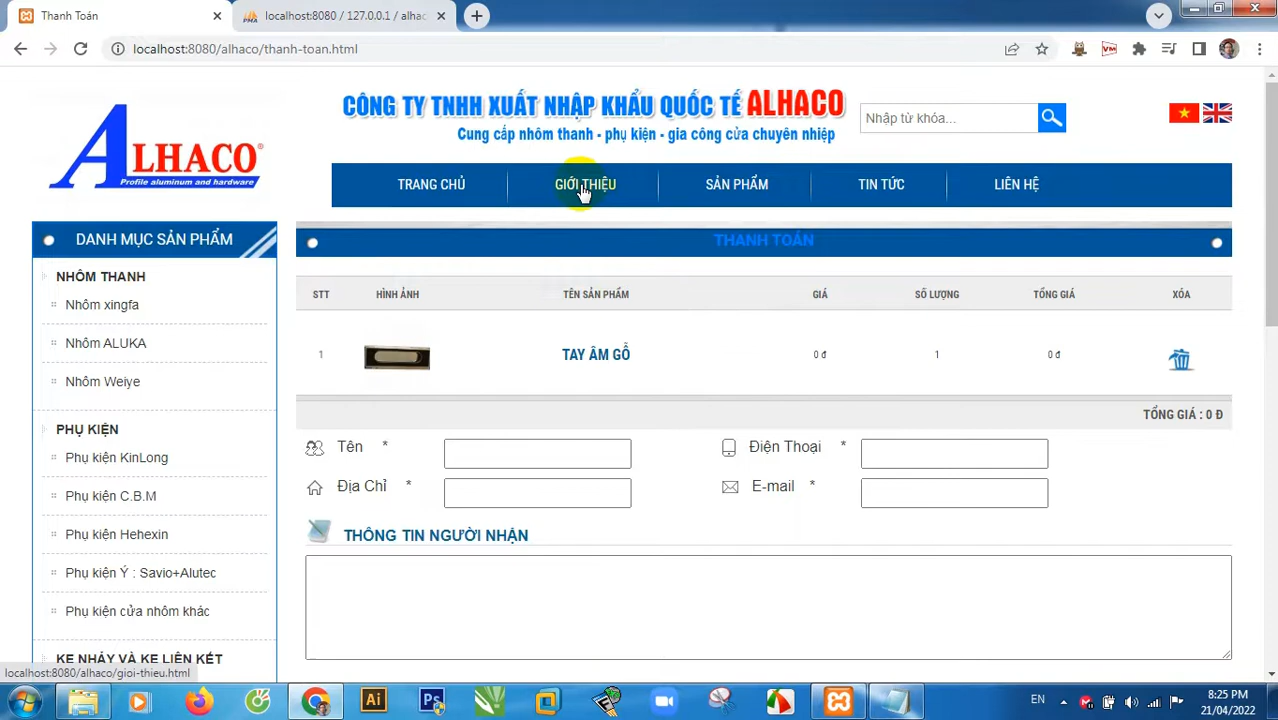 Thanh Toán
localhost:8080 / 127.0.0.1 / alhac
localhost:8080/alhaco/thanh-toan.html
ALHACO
Profile aluminum and hardware
CÔNG TY TNHH XUẤT NHẬP KHẨU QUỐC TẾ ALHACO
Cung cấp nhôm thanh - phụ kiện - gia công cửa chuyên nhiệp
Nhập từ khóa...
TRANG CHỦ
GIỚI THIỆU
SẢN PHẨM
TIN TỨC
LIÊN HỆ
DANH MỤC SẢN PHẨM
NHÔM THANH
Nhôm xingfa
Nhôm ALUKA
Nhôm Weiye
PHỤ KIỆN
Phụ kiện KinLong
Phụ kiện C.B.M
Phụ kiện Hehexin
Phụ kiện Ý : Savio+Alutec
Phụ kiện cửa nhôm khác
KE NHẢY VÀ KE LIÊN KẾT
THANH TOÁN
STT HÌNH ẢNH TÊN SẢN PHẨM GIÁ SỐ LƯỢNG TỔNG GIÁ XÓA
1 TAY ÂM GỖ 0 đ 1 0 đ
TỔNG GIÁ : 0 Đ
Tên * Điện Thoại *
Địa Chỉ * E-mail *
THÔNG TIN NGƯỜI NHẬN
localhost:8080/alhaco/gioi-thieu.html
EN
8:25 PM
21/04/2022